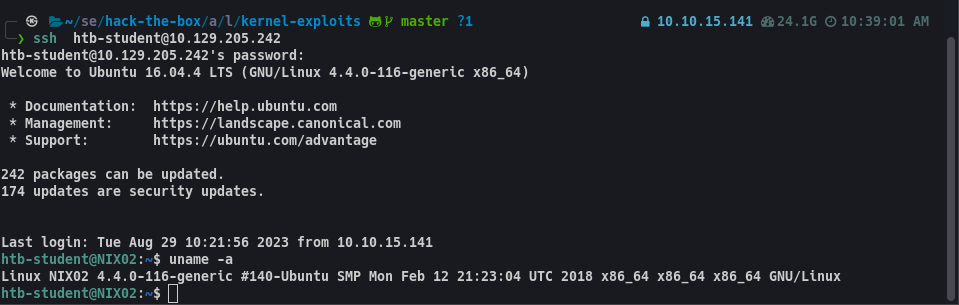 ~/se/hack-the-box/a/l/kernel-exploits master ?1 10.10.15.141 24.1G 10:39:01 AM
❯ ssh  htb-student@10.129.205.242
htb-student@10.129.205.242's password:
Welcome to Ubuntu 16.04.4 LTS (GNU/Linux 4.4.0-116-generic x86_64)
* Documentation:  https://help.ubuntu.com
* Management:     https://landscape.canonical.com
* Support:        https://ubuntu.com/advantage
242 packages can be updated.
174 updates are security updates.
Last login: Tue Aug 29 10:21:56 2023 from 10.10.15.141
htb-student@NIX02:~$ uname -a
Linux NIX02 4.4.0-116-generic #140-Ubuntu SMP Mon Feb 12 21:23:04 UTC 2018 x86_64 x86_64 x86_64 GNU/Linux
htb-student@NIX02:~$